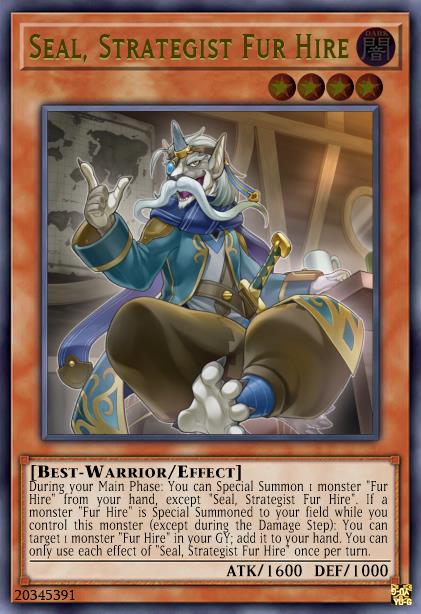 Seal, Strategist Fur Hire
DARK
闇
[Best-Warrior/Effect]
During your Main Phase: You can Special Summon 1 monster "Fur
Hire" from your hand, except "Seal, Strategist Fur Hire". If a
monster "Fur Hire" is Special Summoned to your field while you
control this monster (except during the Damage Step): You can
target 1 monster "Fur Hire" in your GY; add it to your hand. You can
only use each effect of "Seal, Strategist Fur Hire" once per turn.
ATK/1600 DEF/1000
20345391